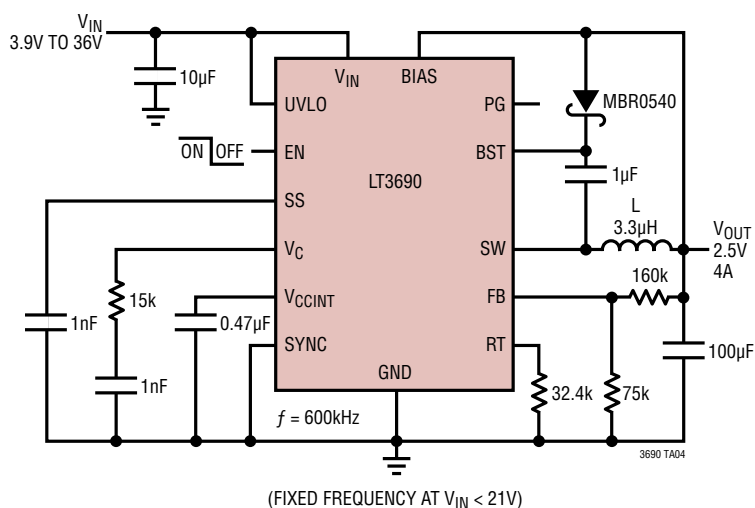 VIN
3.9V TO 36V
10µF
VIN
BIAS
UVLO
PG
MBR0540
ON OFF
EN
BST
LT3690
1µF
SS
L
3.3µH
VC
SW
VOUT
2.5V
4A
15k
160k
VCCINT
FB
1nF
0.47µF
SYNC
RT
100µF
GND
1nF
32.4k
75k
f = 600kHz
3690 TA04
(FIXED FREQUENCY AT VIN < 21V)